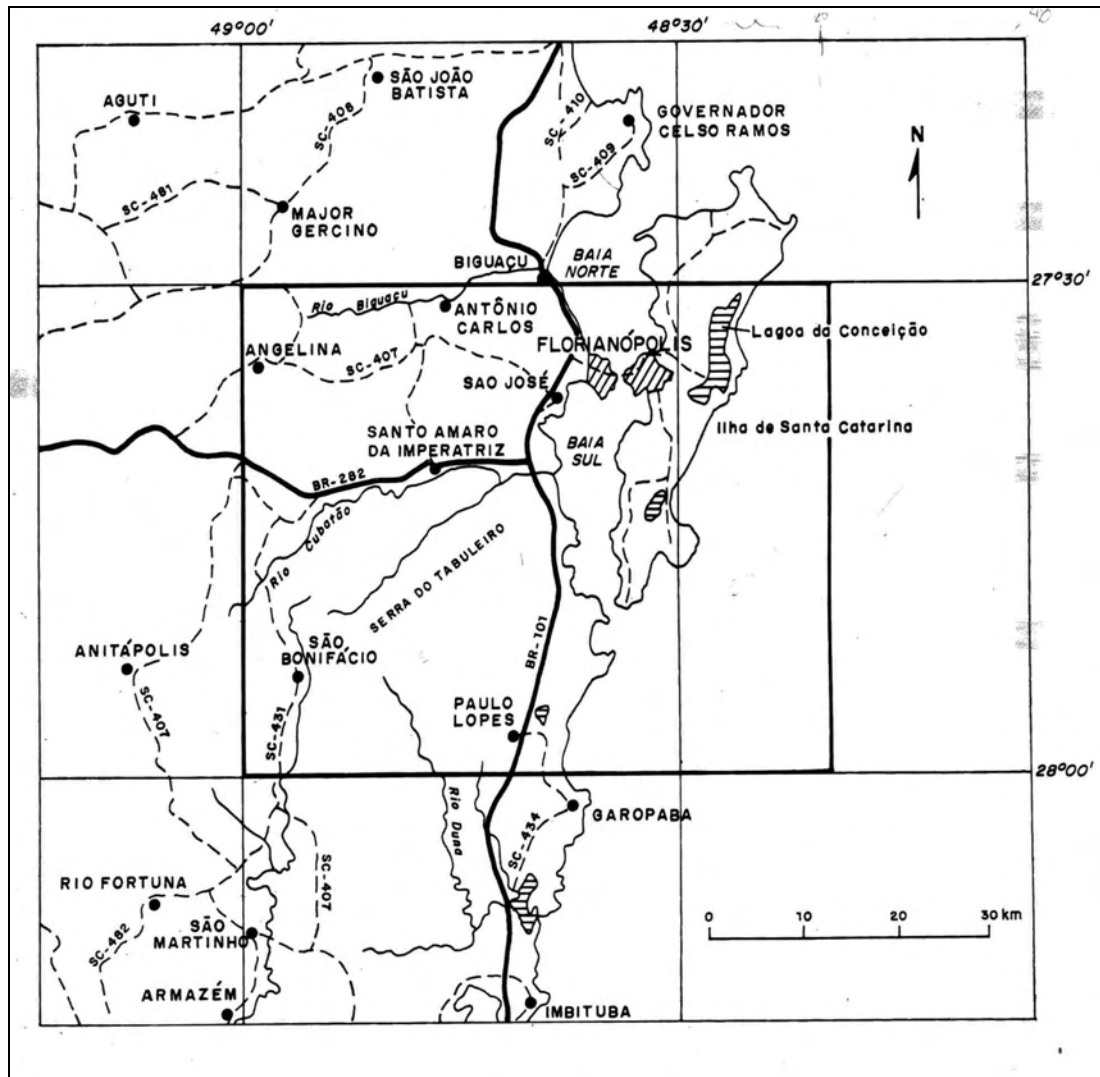 49°00'
48°30'
SÃO JOÃO
BATISTA
AGUTI
SC-408
SC-410
GOVERNADOR
CELSO RAMOS
SC-409
N
SC-481
MAJOR
GERCINO
BIGUAÇU
BAIA
NORTE
27°30'
Rio Biguaçu
ANTÔNIO
CARLOS
Lagoa da Conceição
ANGELINA
SC-407
FLORIANÓPOLIS
SAO JOSÉ
SANTO AMARO
DA IMPERATRIZ
BAIA
SUL
Ilha de Santa Catarina
BR-282
Rio Cubatão
SERRA DO TABULEIRO
BR-101
ANITÁPOLIS
SÃO
BONIFÁCIO
SC-407
SC-431
PAULO
LOPES
28°00'
Rio Duna
GAROPABA
SC-434
RIO FORTUNA
SC-407
SC-482
SÃO
MARTINHO
0 10 20 30 km
ARMAZÉM
IMBITUBA